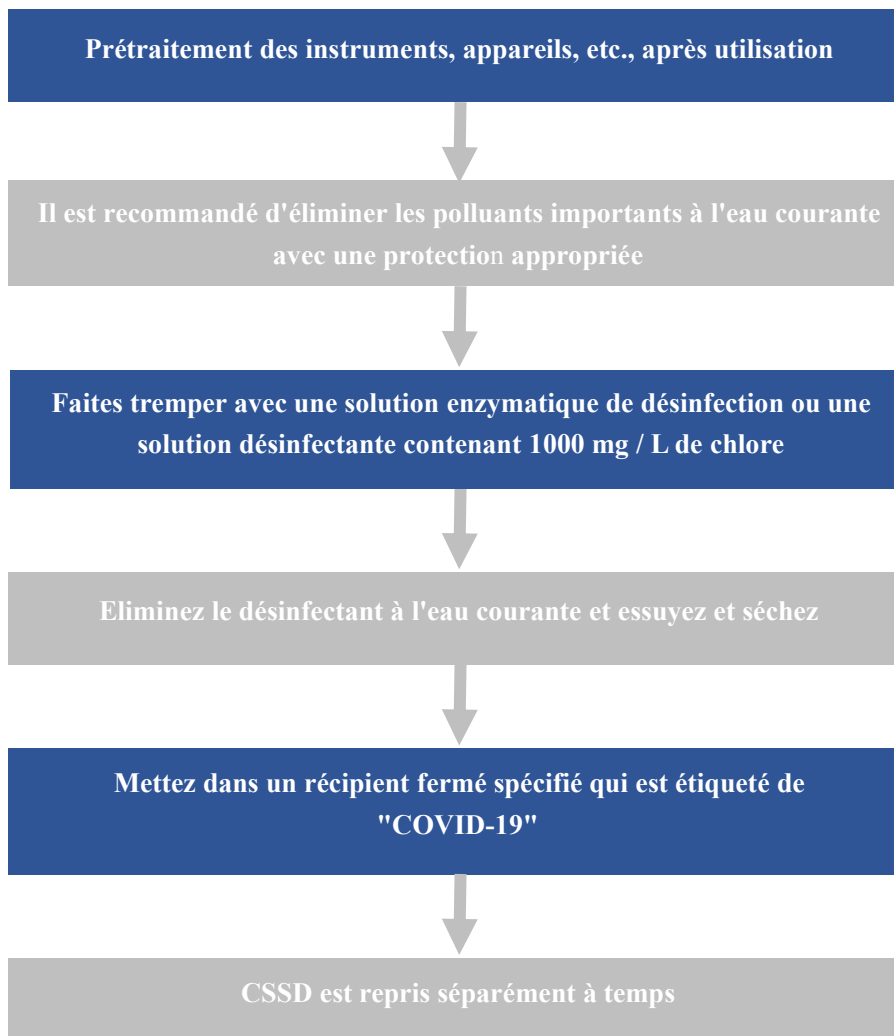 Prétraitement des instruments, appareils, etc., après utilisation
Il est recommandé d'éliminer les polluants importants à l'eau courante
avec une protection appropriée
Faites tremper avec une solution enzymatique de désinfection ou une
solution désinfectante contenant 1000 mg / L de chlore
Eliminez le désinfectant à l'eau courante et essuyez et séchez
Mettez dans un récipient fermé spécifié qui est étiqueté de
"COVID-19"
CSSD est repris séparément à temps